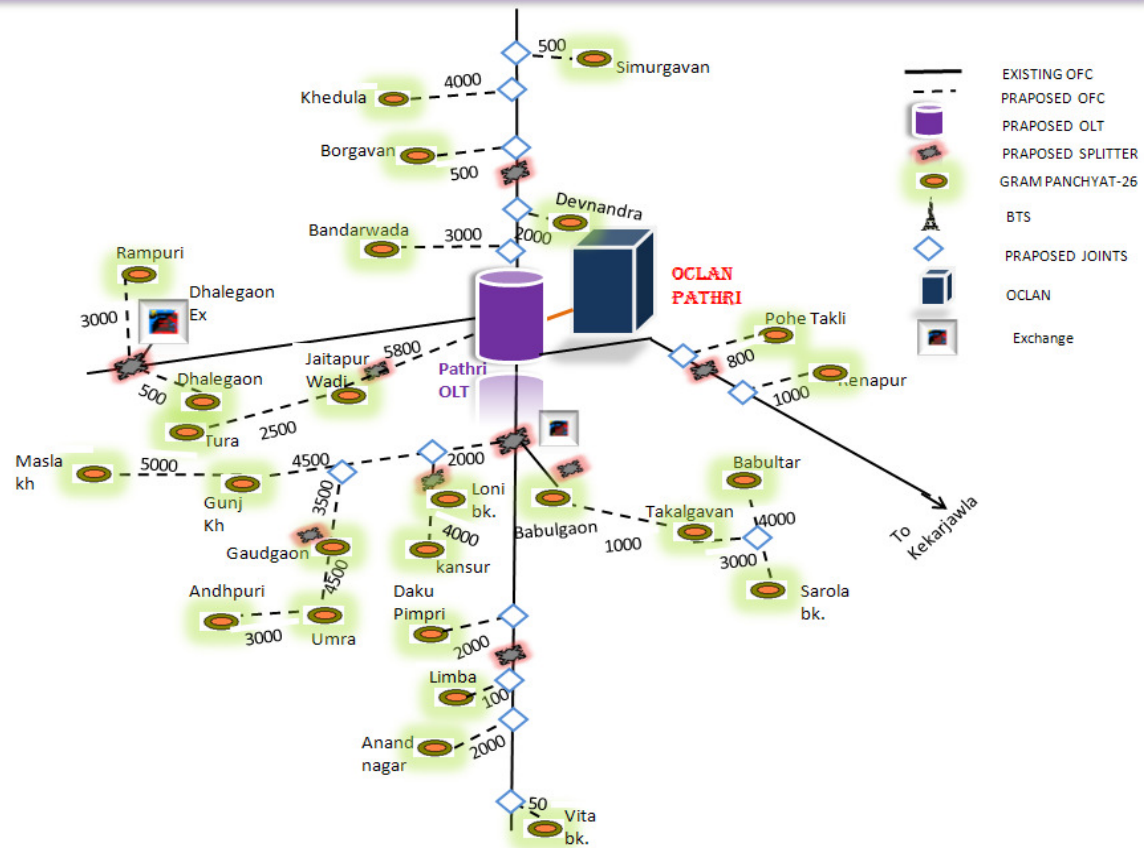 500
Simurgavan
4000
Khedula
Borgavan
500
Devnandra
Bandarwada
3000
2000
Rampuri
Dhalegaon
Ex
3000
OCLAN
PATHRI
Pohe Takli
800
Renapur
1000
Jaitapur
Wadi
5800
Pathri
OLT
Dhalegaon
500
Tura
2500
Masla
kh
5000
Gunj
Kh
4500
2000
3500
Loni
bk.
4000
kansur
Gaudgaon
4500
Andhpuri
3000
Umra
Babulgaon
1000
Takalgavan
Babultar
4000
3000
Sarola
bk.
To
Kekarjawla
Daku
Pimpri
2000
Limba
100
Anand
nagar
2000
50
Vita
bk.
EXISTING OFC
PRAPOSED OFC
PRAPOSED OLT
PRAPOSED SPLITTER
GRAM PANCHYAT-26
BTS
PRAPOSED JOINTS
OCLAN
Exchange